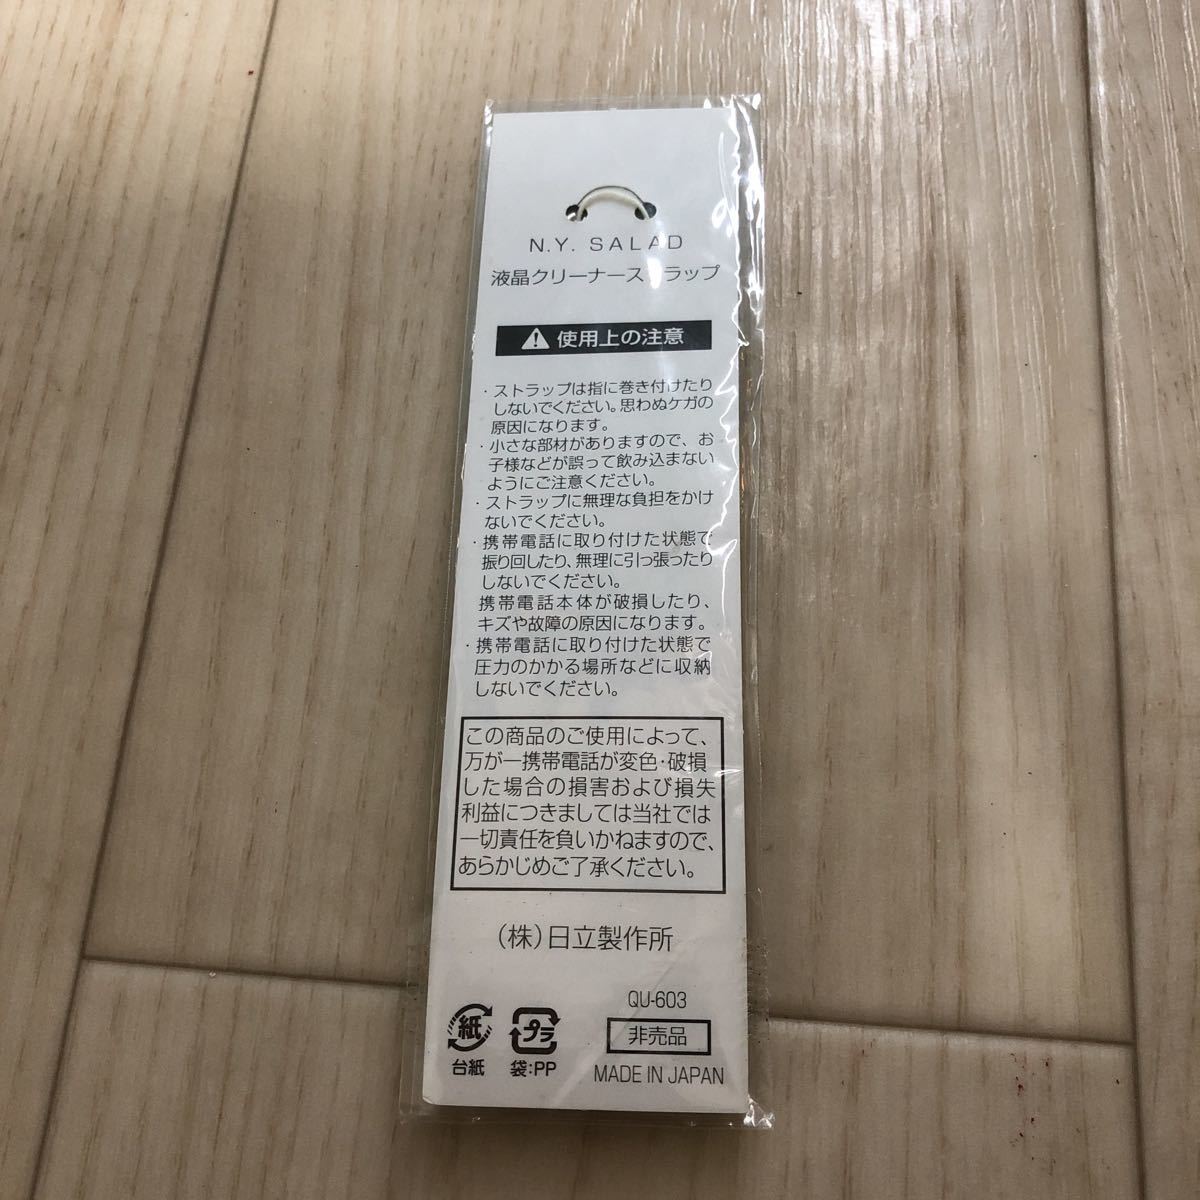 N.Y. SALAD
液晶クリーナーストラップ
使用上の注意
・ストラップは指に巻き付けたり
しないでください。思わぬケガの
原因になります。
・小さな部材がありますので、お
子様などが誤って飲み込まない
ようにご注意ください。
・ストラップに無理な負担をかけ
ないでください。
・携帯電話に取り付けた状態で
振り回したり、無理に引っ張ったり
しないでください。
携帯電話本体が破損したり、
キズや故障の原因になります。
・携帯電話に取り付けた状態で
圧力のかかる場所などに収納
しないでください。
この商品のご使用によって、
万が一携帯電話が変色・破損
した場合の損害および損失
利益につきましては当社では
一切責任を負いかねますので、
あらかじめご了承ください。
(株)日立製作所
QU-603
紙
プラ
非売品
台紙
袋:PP
MADE IN JAPAN